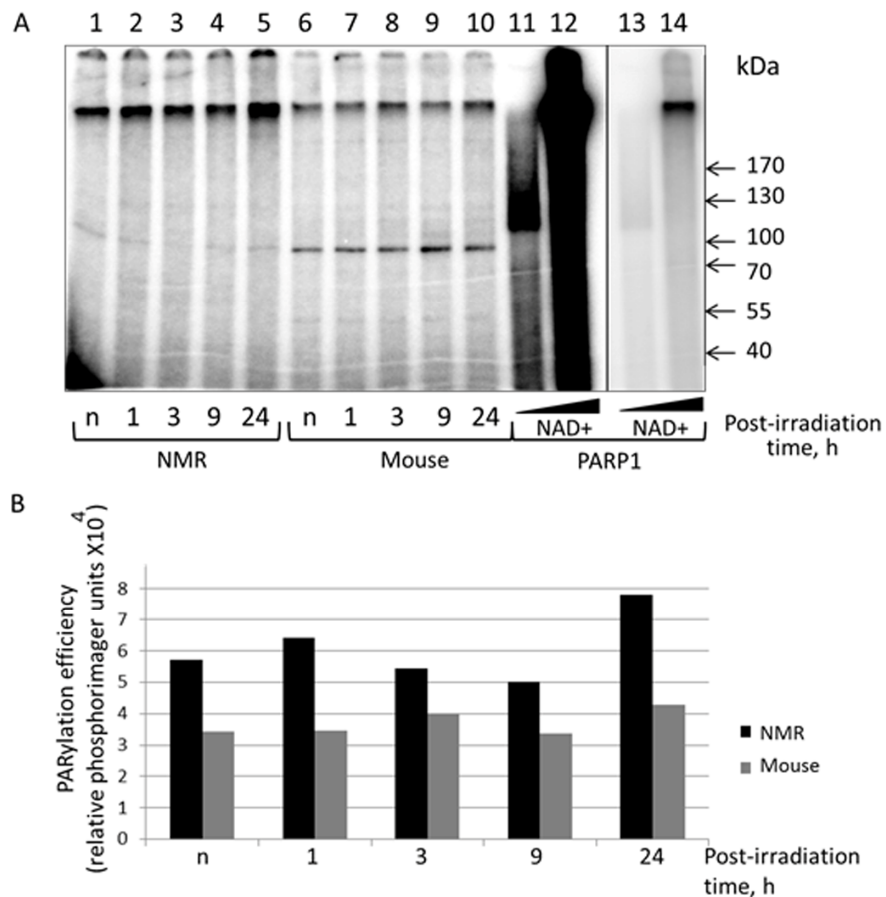 A
1 2 3 4 5 6 7 8 9 10 11 12 13 14
kDa
170
130
100
70
55
40
n 1 3 9 24 n 1 3 9 24 NAD+ NAD+
NMR Mouse PARP1
Post-irradiation
time, h
B
PARylation efficiency
(relative phosphorimager units X10^4)
8
7
6
5
4
3
2
1
0
NMR
Mouse
n 1 3 9 24 Post-irradiation
time, h